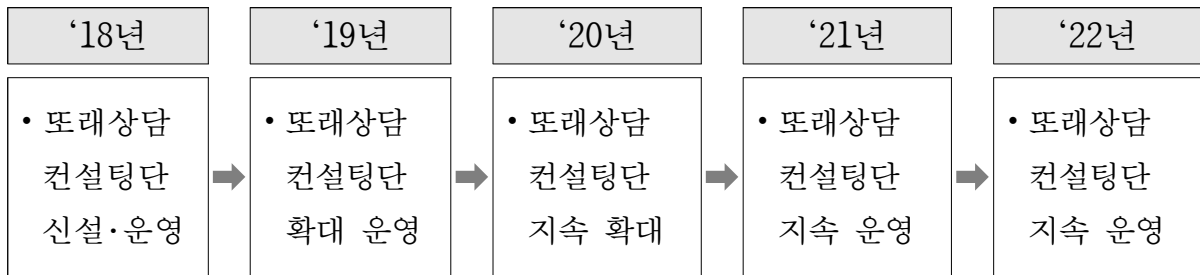 ‘18년
‘19년
‘20년
‘21년
‘22년
• 또래상담
컨설팅단
신설·운영
• 또래상담
컨설팅단
확대 운영
• 또래상담
컨설팅단
지속 확대
• 또래상담
컨설팅단
지속 운영
• 또래상담
컨설팅단
지속 운영